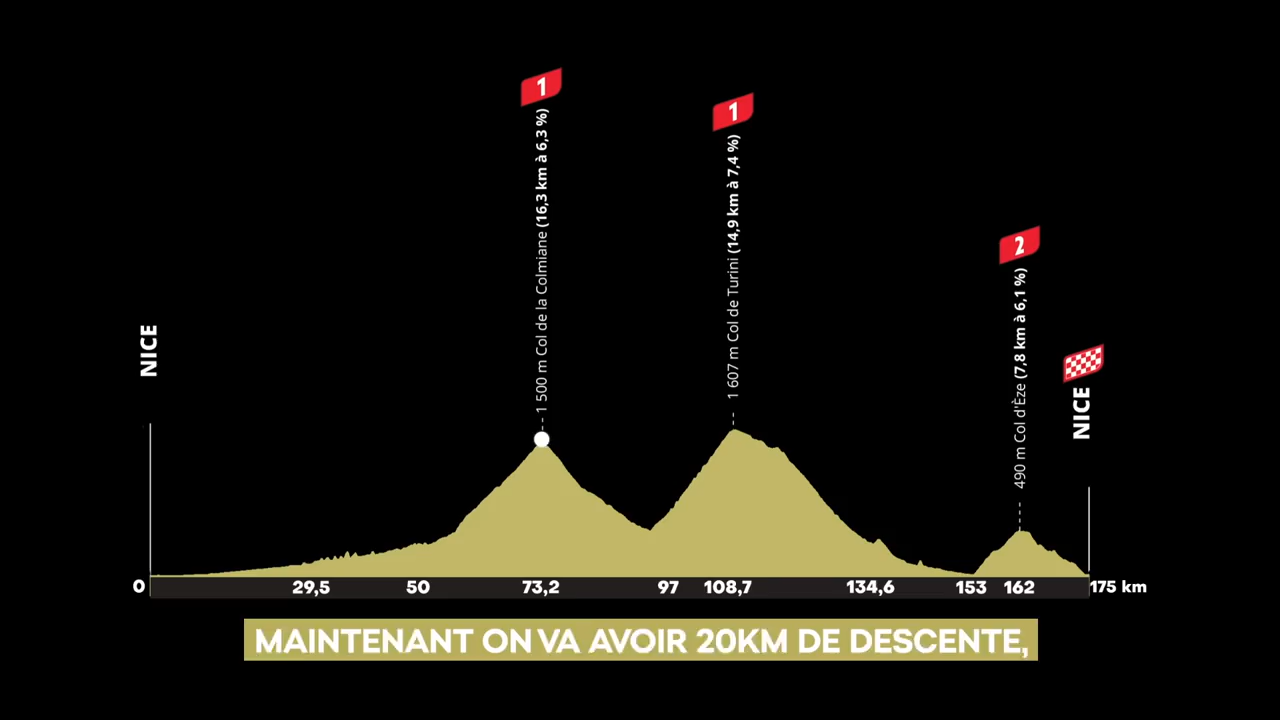 1
1 500 m Col de la Colmiane (16,3 km à 6,3 %)
1
1 607 m Col de Turini (14,9 km à 7,4 %)
2
490 m Col d'Èze (7,8 km à 6,1 %)
NICE
NICE
0 29,5 50 73,2 97 108,7 134,6 153 162 175 km
MAINTENANT ON VA AVOIR 20KM DE DESCENTE,